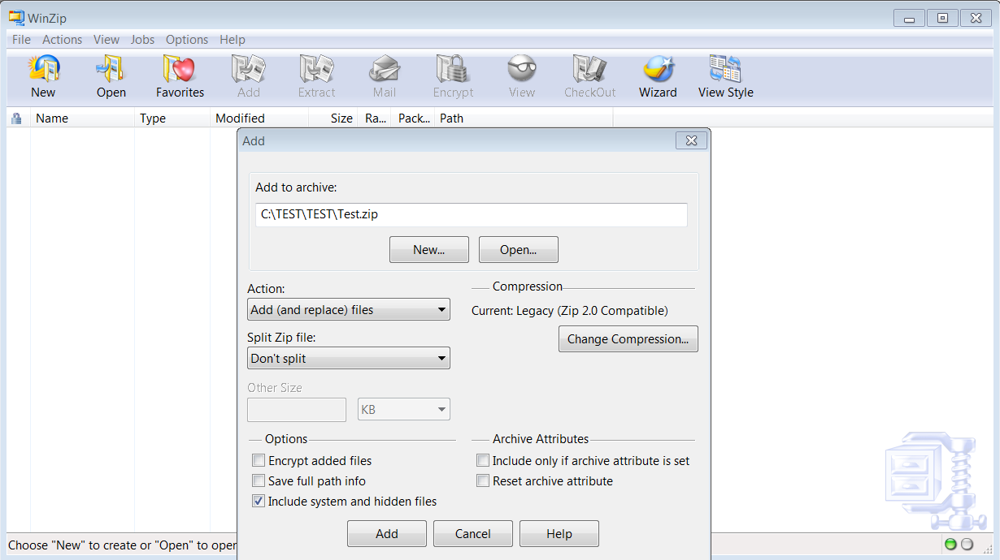 WinZip
File Actions View Jobs Options Help
New Open Favorites Add Extract Mail Encrypt View CheckOut Wizard View Style
Name Type Modified Size Ra... Pack... Path
Add
Add to archive:
C:\TEST\TEST\Test.zip
New... Open...
Action:
Add (and replace) files
Split Zip file:
Don't split
Other Size
KB
Compression
Current: Legacy (Zip 2.0 Compatible)
Change Compression...
Options
Encrypt added files
Save full path info
Include system and hidden files
Archive Attributes
Include only if archive attribute is set
Reset archive attribute
Add Cancel Help
Choose "New" to create or "Open" to oper